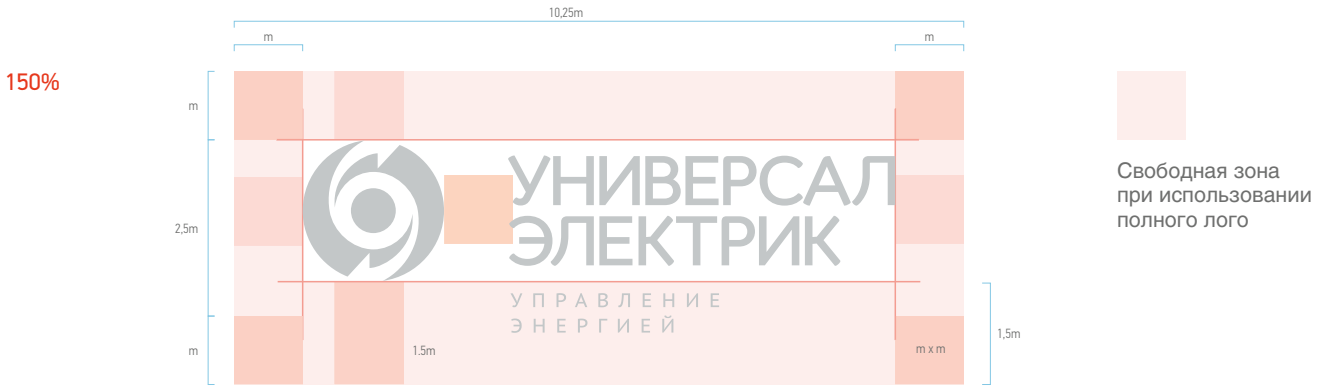 10,25m
m
m
150%
m
Свободная зона
при использовании
полного лого
УНИВЕРСАЛ
ЭЛЕКТРИК
2,5m
УПРАВЛЕНИЕ
ЭНЕРГИЕЙ
1,5m
m
1.5m
m x m